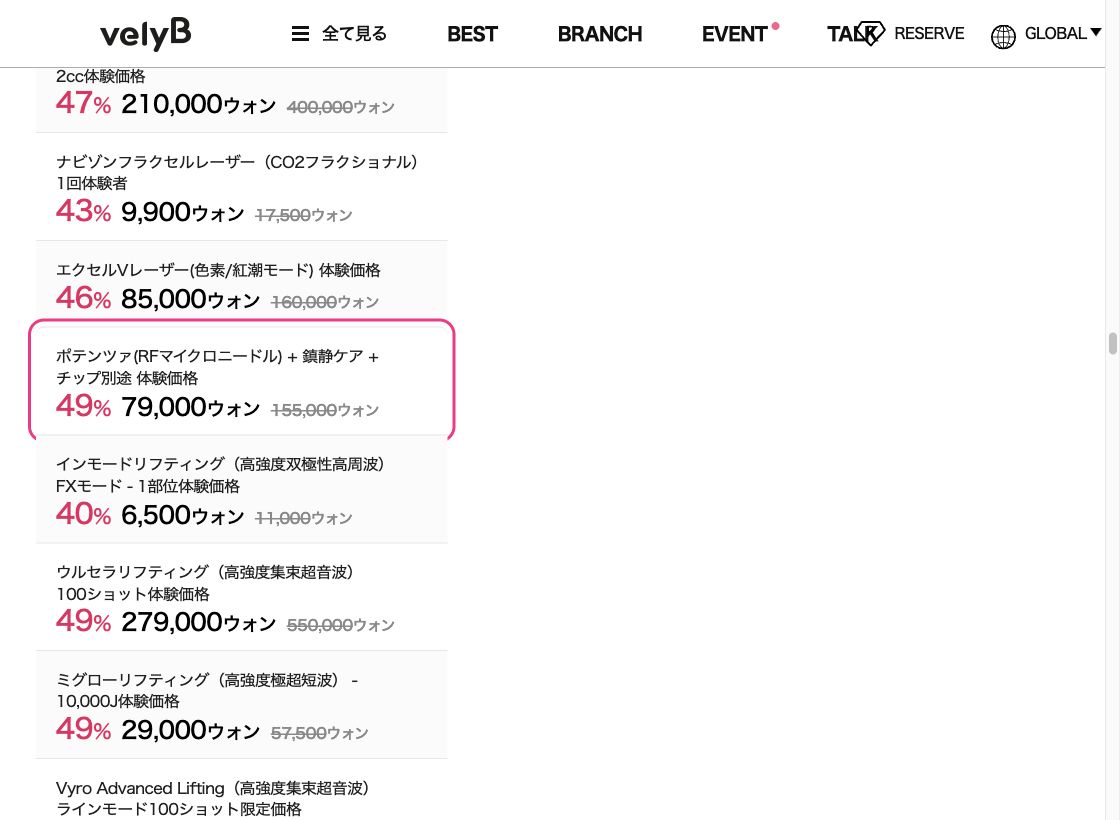 velyB
全て見る
BEST
BRANCH
EVENT
TALK
RESERVE
GLOBAL
2cc体験価格
47% 210,000ウォン 400,000ウォン
ナビゾンフラクセルレーザー（CO2フラクショナル）
1回体験者
43% 9,900ウォン 17,500ウォン
エクセルVレーザー(色素/紅潮モード) 体験価格
46% 85,000ウォン 160,000ウォン
ポテンツァ(RFマイクロニードル) + 鎮静ケア +
チップ別途 体験価格
49% 79,000ウォン 155,000ウォン
インモードリフティング（高強度双極性高周波）
FXモード - 1部位体験価格
40% 6,500ウォン 11,000ウォン
ウルセラリフティング（高強度集束超音波）
100ショット体験価格
49% 279,000ウォン 550,000ウォン
ミグローリフティング（高強度極超短波） -
10,000J体験価格
49% 29,000ウォン 57,500ウォン
Vyro Advanced Lifting（高強度集束超音波）
ラインモード100ショット限定価格